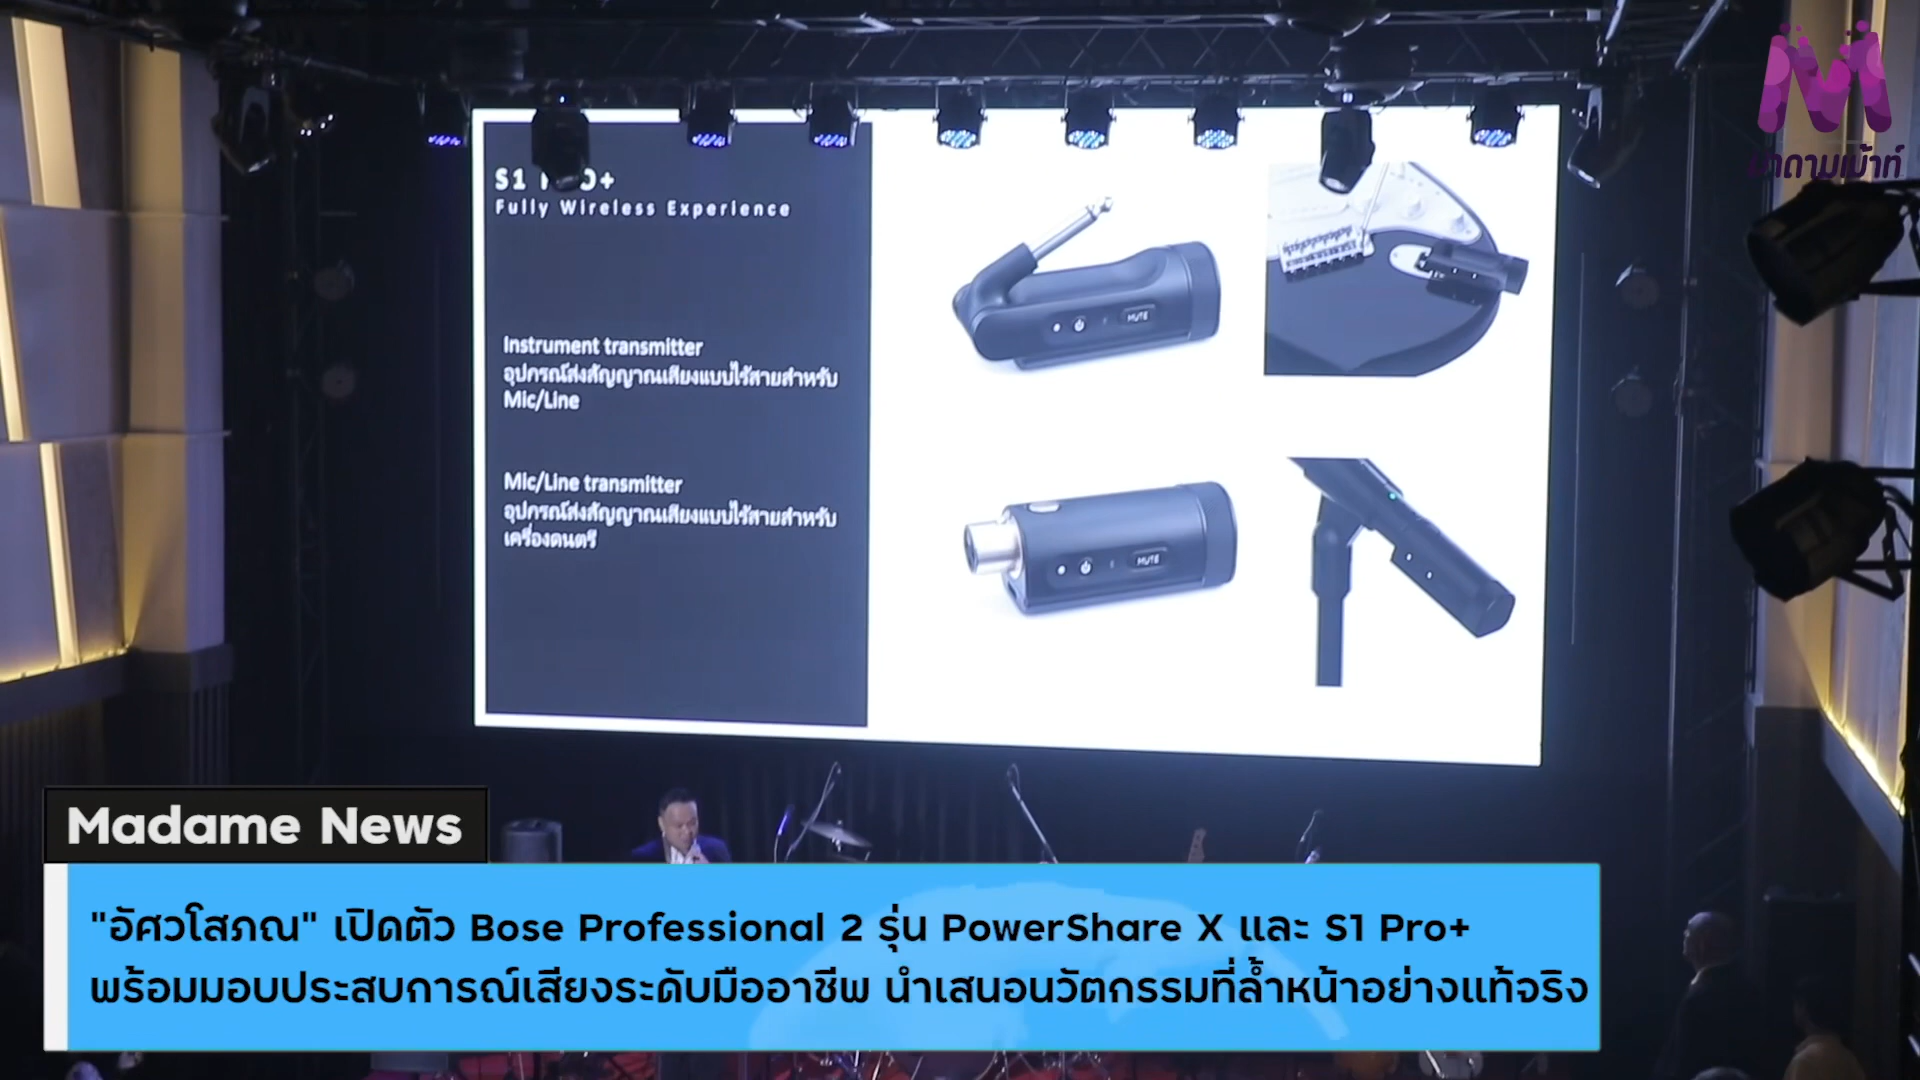 S1 PRO+
Fully Wireless Experience
Instrument transmitter
อุปกรณ์ส่งสัญญาณเสียงแบบไร้สายสำหรับ
Mic/Line
Mic/Line transmitter
อุปกรณ์ส่งสัญญาณเสียงแบบไร้สายสำหรับ
เครื่องดนตรี
MUTE
MUTE
มาดามเม้าท์
Madame News
"อัศวโสภณ" เปิดตัว Bose Professional 2 รุ่น PowerShare X และ S1 Pro+
พร้อมมอบประสบการณ์เสียงระดับมืออาชีพ นำเสนอนวัตกรรมที่ล้ำหน้าอย่างแท้จริง